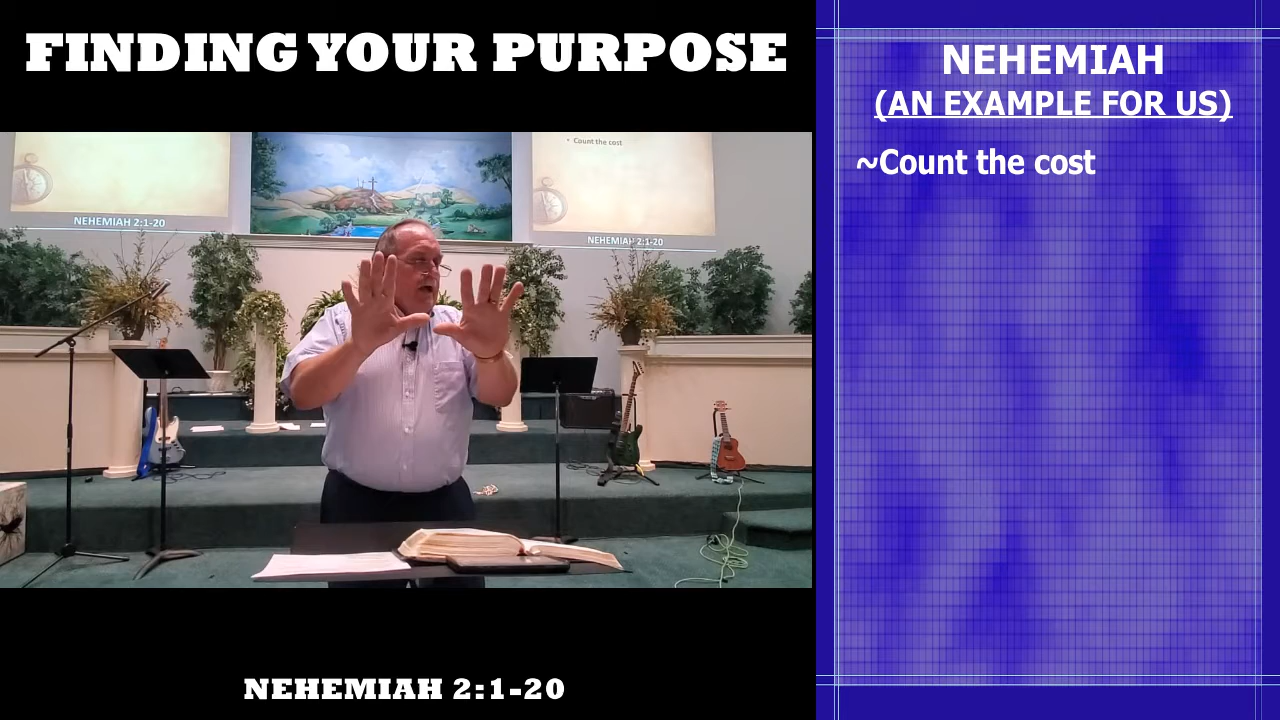 FINDING YOUR PURPOSE
• Count the cost
NEHEMIAH 2:1-20
NEHEMIAH 2:1-20
NEHEMIAH 2:1-20
NEHEMIAH
(AN EXAMPLE FOR US)
~Count the cost